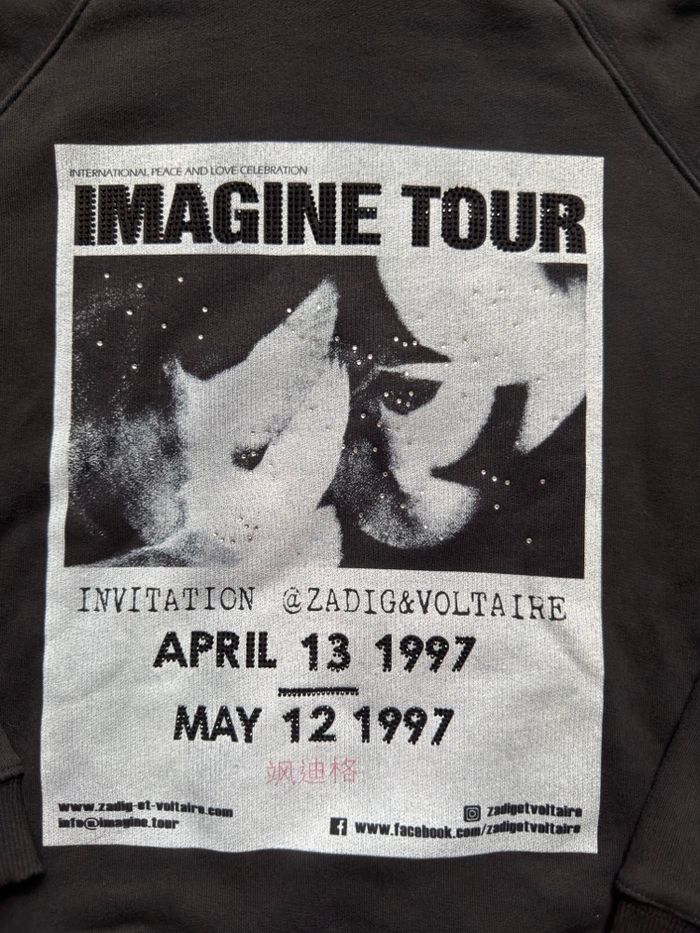 INTERNATIONAL PEACE AND LOVE CELEBRATION
IMAGINE TOUR
INVITATION @ZADIG&VOLTAIRE
APRIL 13 1997
MAY 12 1997
飒迪格
www.zadig-et-voltaire.com
info@imagine.tour
zadigetvoltaire
www.facebook.com/zadigetvoltaire